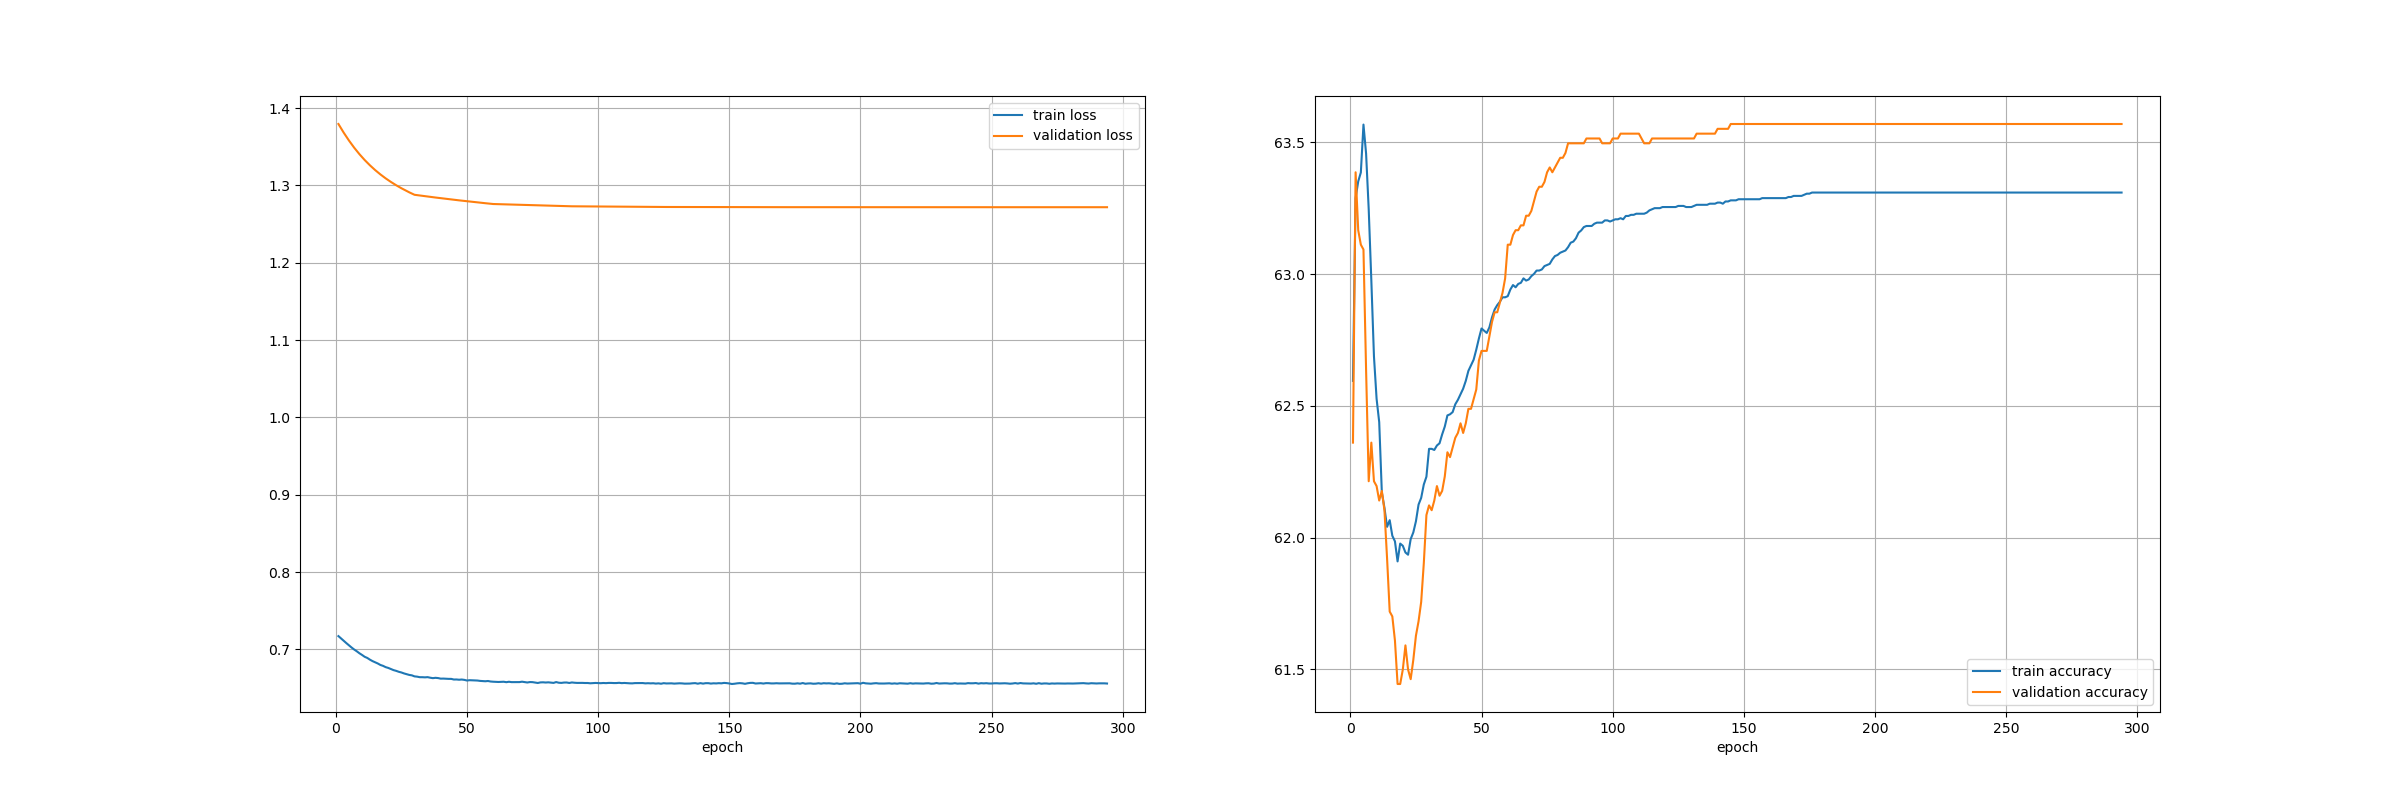 1.4
1.3
1.2
1.1
1.0
0.9
0.8
0.7
0 50 100 150 200 250 300
epoch
train loss
validation loss
63.5
63.0
62.5
62.0
61.5
0 50 100 150 200 250 300
epoch
train accuracy
validation accuracy